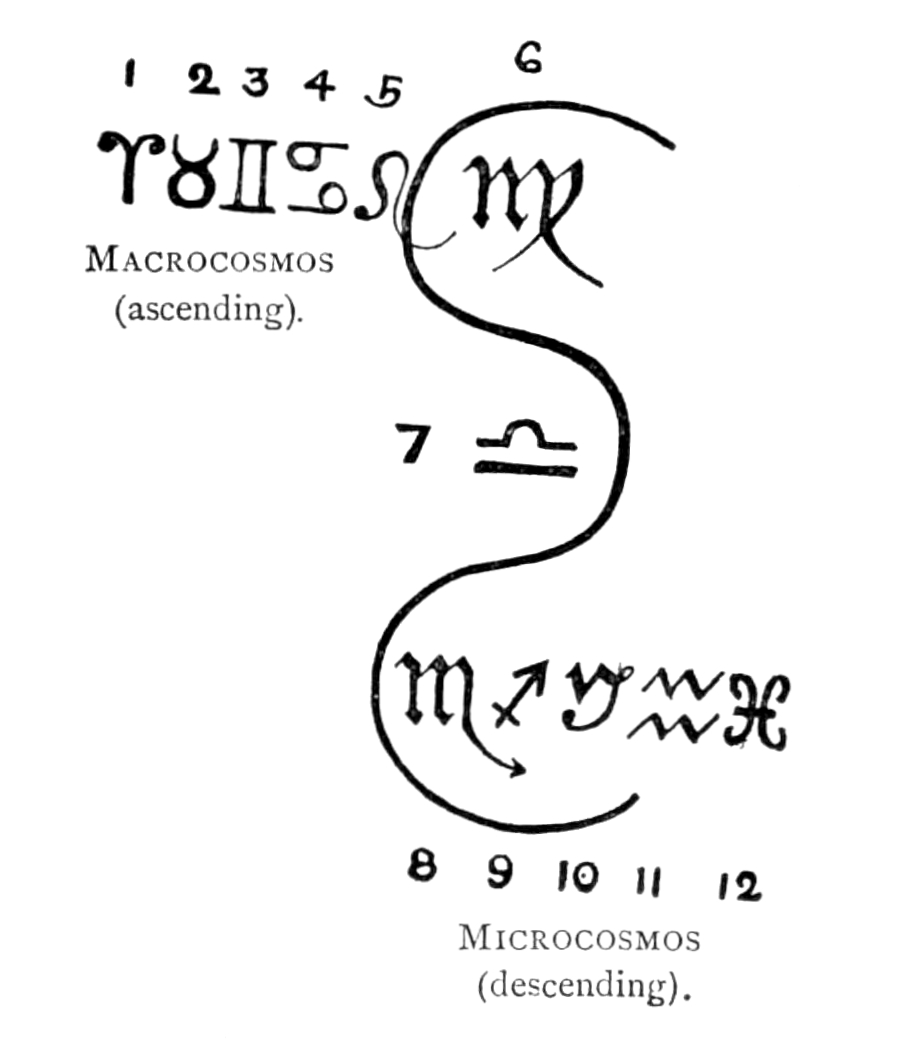 1 2 3 4 5 6
♈ ♉ ♊ ♋ ♌ ♍
MACROCOSMOS
(ascending).
7 ♎
♏ ♐ ♑ ♒ ♓
8 9 10 11 12
MICROCOSMOS
(descending).